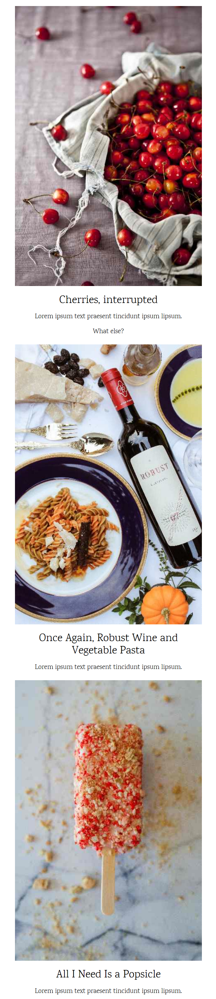 Cherries, interrupted
Lorem ipsum text praesent tincidunt ipsum lipsum.
What else?
ROBUST
Once Again, Robust Wine and
Vegetable Pasta
Lorem ipsum text praesent tincidunt ipsum lipsum.
All I Need Is a Popsicle
Lorem ipsum text praesent tincidunt ipsum lipsum.